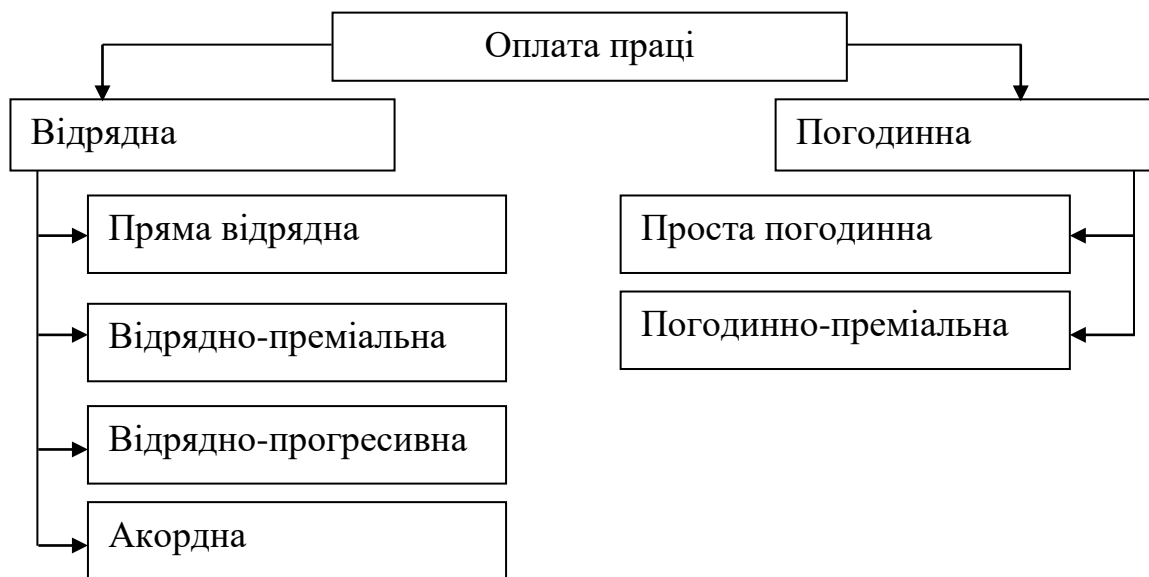 Оплата праці
Відрядна
Погодинна
Пряма відрядна
Проста погодинна
Відрядно-преміальна
Погодинно-преміальна
Відрядно-прогресивна
Акордна